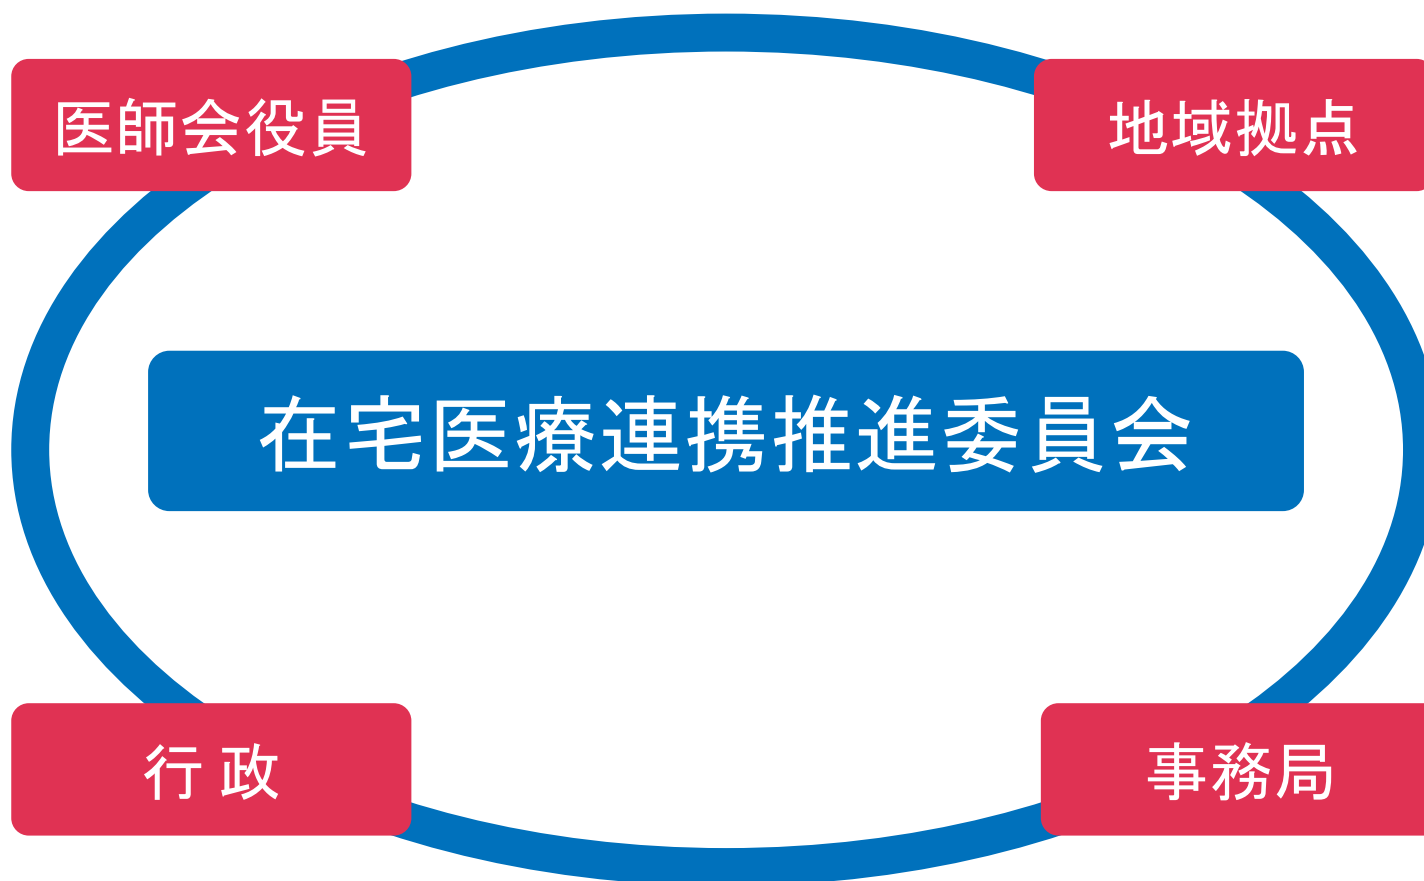 医師会役員
地域拠点
在宅医療連携推進委員会
行 政
事務局